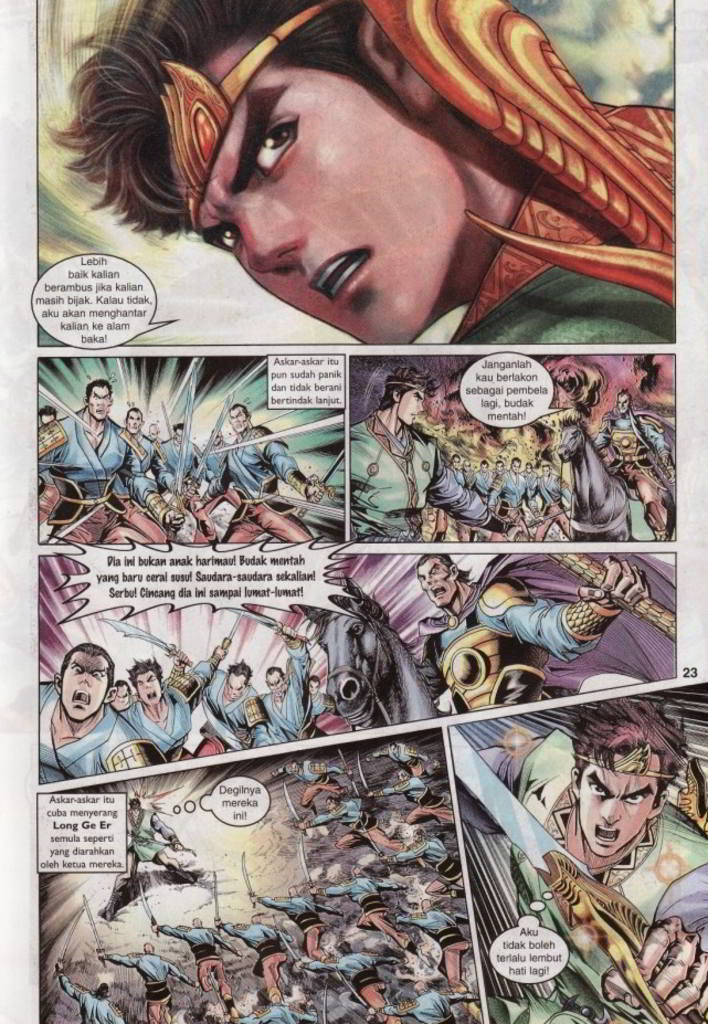 Lebih
baik kalian
berambus jika kalian
masih bijak. Kalau tidak,
aku akan menghantar
kalian ke alam
baka!
Askar-askar itu
pun sudah panik
dan tidak berani
bertindak lanjut.
Janganlah
kau berlakon
sebagai pembela
lagi, budak
mentah!
Dia ini bukan anak harimau! Budak mentah
yang baru cerai susu! Saudara-saudara sekalian!
Serbu! Cincang dia ini sampai lumat-lumat!
23
Askar-askar itu
cuba menyerang
Long Ge Er
semula seperti
yang diarahkan
oleh ketua mereka.
Degilnya
mereka
ini!
Aku
tidak boleh
terlalu lembut
hati lagi!